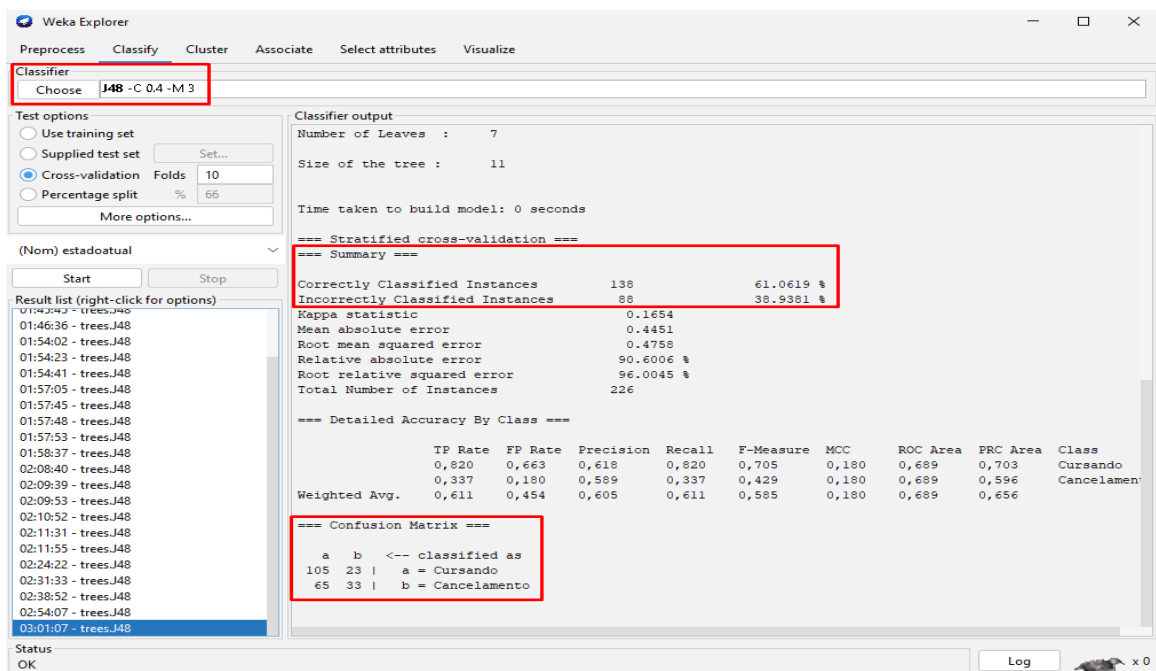 Weka Explorer
Preprocess Classify Cluster Associate Select attributes Visualize
Classifier
Choose J48 -C 0.4 -M 3
Test options
Use training set
Supplied test set Set...
Cross-validation Folds 10
Percentage split % 66
More options...
(Nom) estadoatual
Start Stop
Result list (right-click for options)
01:45:45 - trees.J48
01:46:36 - trees.J48
01:54:02 - trees.J48
01:54:23 - trees.J48
01:54:41 - trees.J48
01:57:05 - trees.J48
01:57:45 - trees.J48
01:57:48 - trees.J48
01:57:53 - trees.J48
01:58:37 - trees.J48
02:08:40 - trees.J48
02:09:39 - trees.J48
02:09:53 - trees.J48
02:10:52 - trees.J48
02:11:31 - trees.J48
02:11:55 - trees.J48
02:24:22 - trees.J48
02:31:33 - trees.J48
02:38:52 - trees.J48
02:54:07 - trees.J48
03:01:07 - trees.J48
Classifier output
Number of Leaves : 7
Size of the tree : 11
Time taken to build model: 0 seconds
=== Stratified cross-validation ===
=== Summary ===
Correctly Classified Instances 138 61.0619 %
Incorrectly Classified Instances 88 38.9381 %
Kappa statistic 0.1654
Mean absolute error 0.4451
Root mean squared error 0.4758
Relative absolute error 90.6006 %
Root relative squared error 96.0045 %
Total Number of Instances 226
=== Detailed Accuracy By Class ===
TP Rate FP Rate Precision Recall F-Measure MCC ROC Area PRC Area Class
0,820 0,663 0,618 0,820 0,705 0,180 0,689 0,703 Cursando
0,337 0,180 0,589 0,337 0,429 0,180 0,689 0,596 Cancelamen
Weighted Avg. 0,611 0,454 0,605 0,611 0,585 0,180 0,689 0,656
=== Confusion Matrix ===
a b <-- classified as
105 23 | a = Cursando
65 33 | b = Cancelamento
Status
OK
Log
x 0